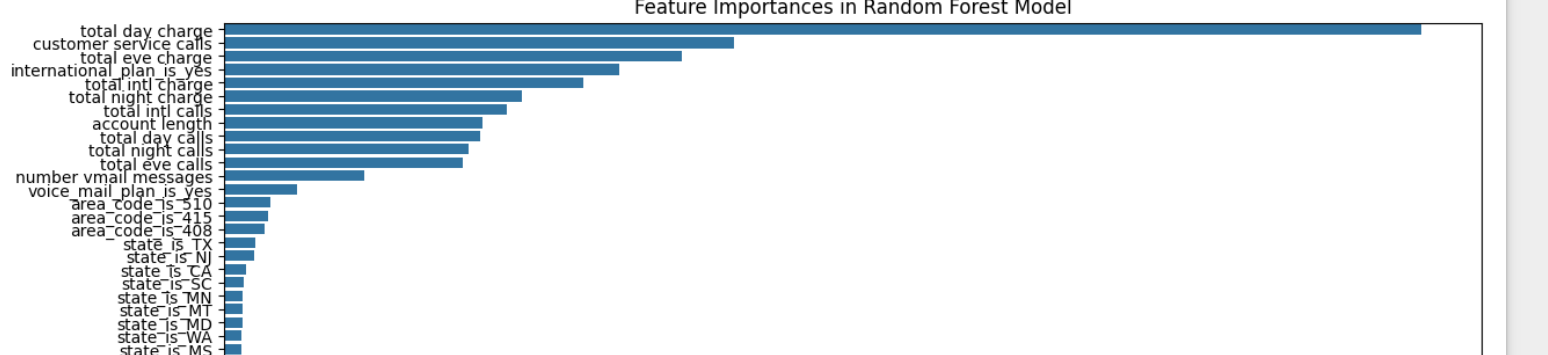 Feature Importances in Random Forest Model
total day charge
customer service calls
total eve charge
international_plan_is_yes
total intl charge
total night charge
total intl calls
account length
total day calls
total night calls
total eve calls
number vmail messages
voice_mail_plan_is_yes
area_code_is_510
area_code_is_415
area_code_is_408
state_is_TX
state_is_NJ
state_is_CA
state_is_SC
state_is_MN
state_is_MT
state_is_MD
state_is_WA
state_is_MS